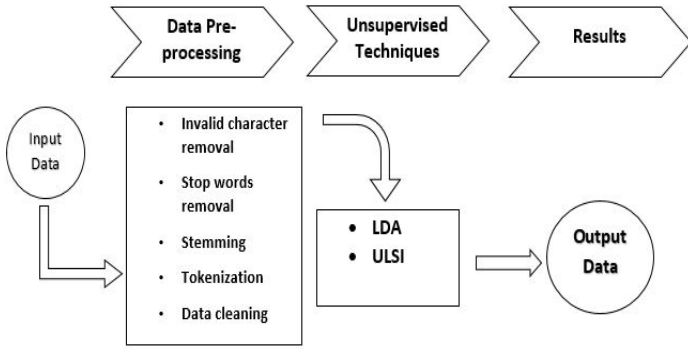 Data Pre-
processing
Unsupervised
Techniques
Results
Input
Data
• Invalid character
removal
• Stop words
removal
• Stemming
• Tokenization
• Data cleaning
• LDA
• ULSI
Output
Data